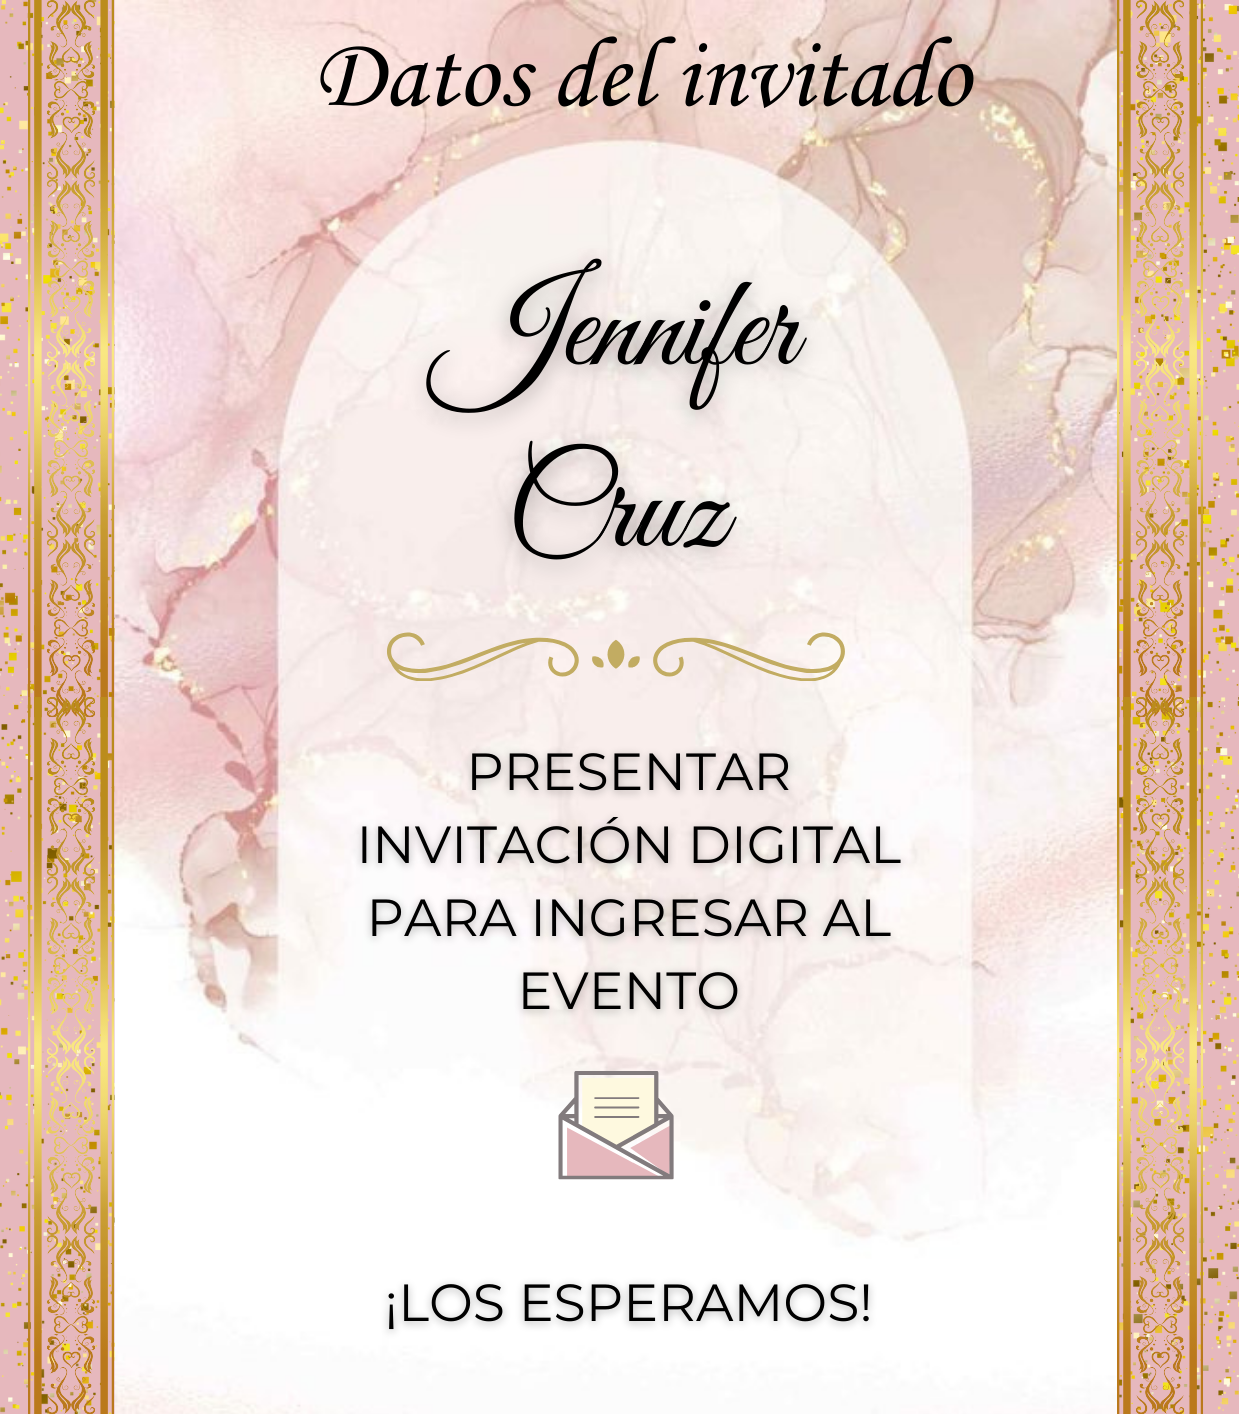 Datos del invitado
Jennifer
Cruz
PRESENTAR
INVITACIÓN DIGITAL
PARA INGRESAR AL
EVENTO
¡LOS ESPERAMOS!